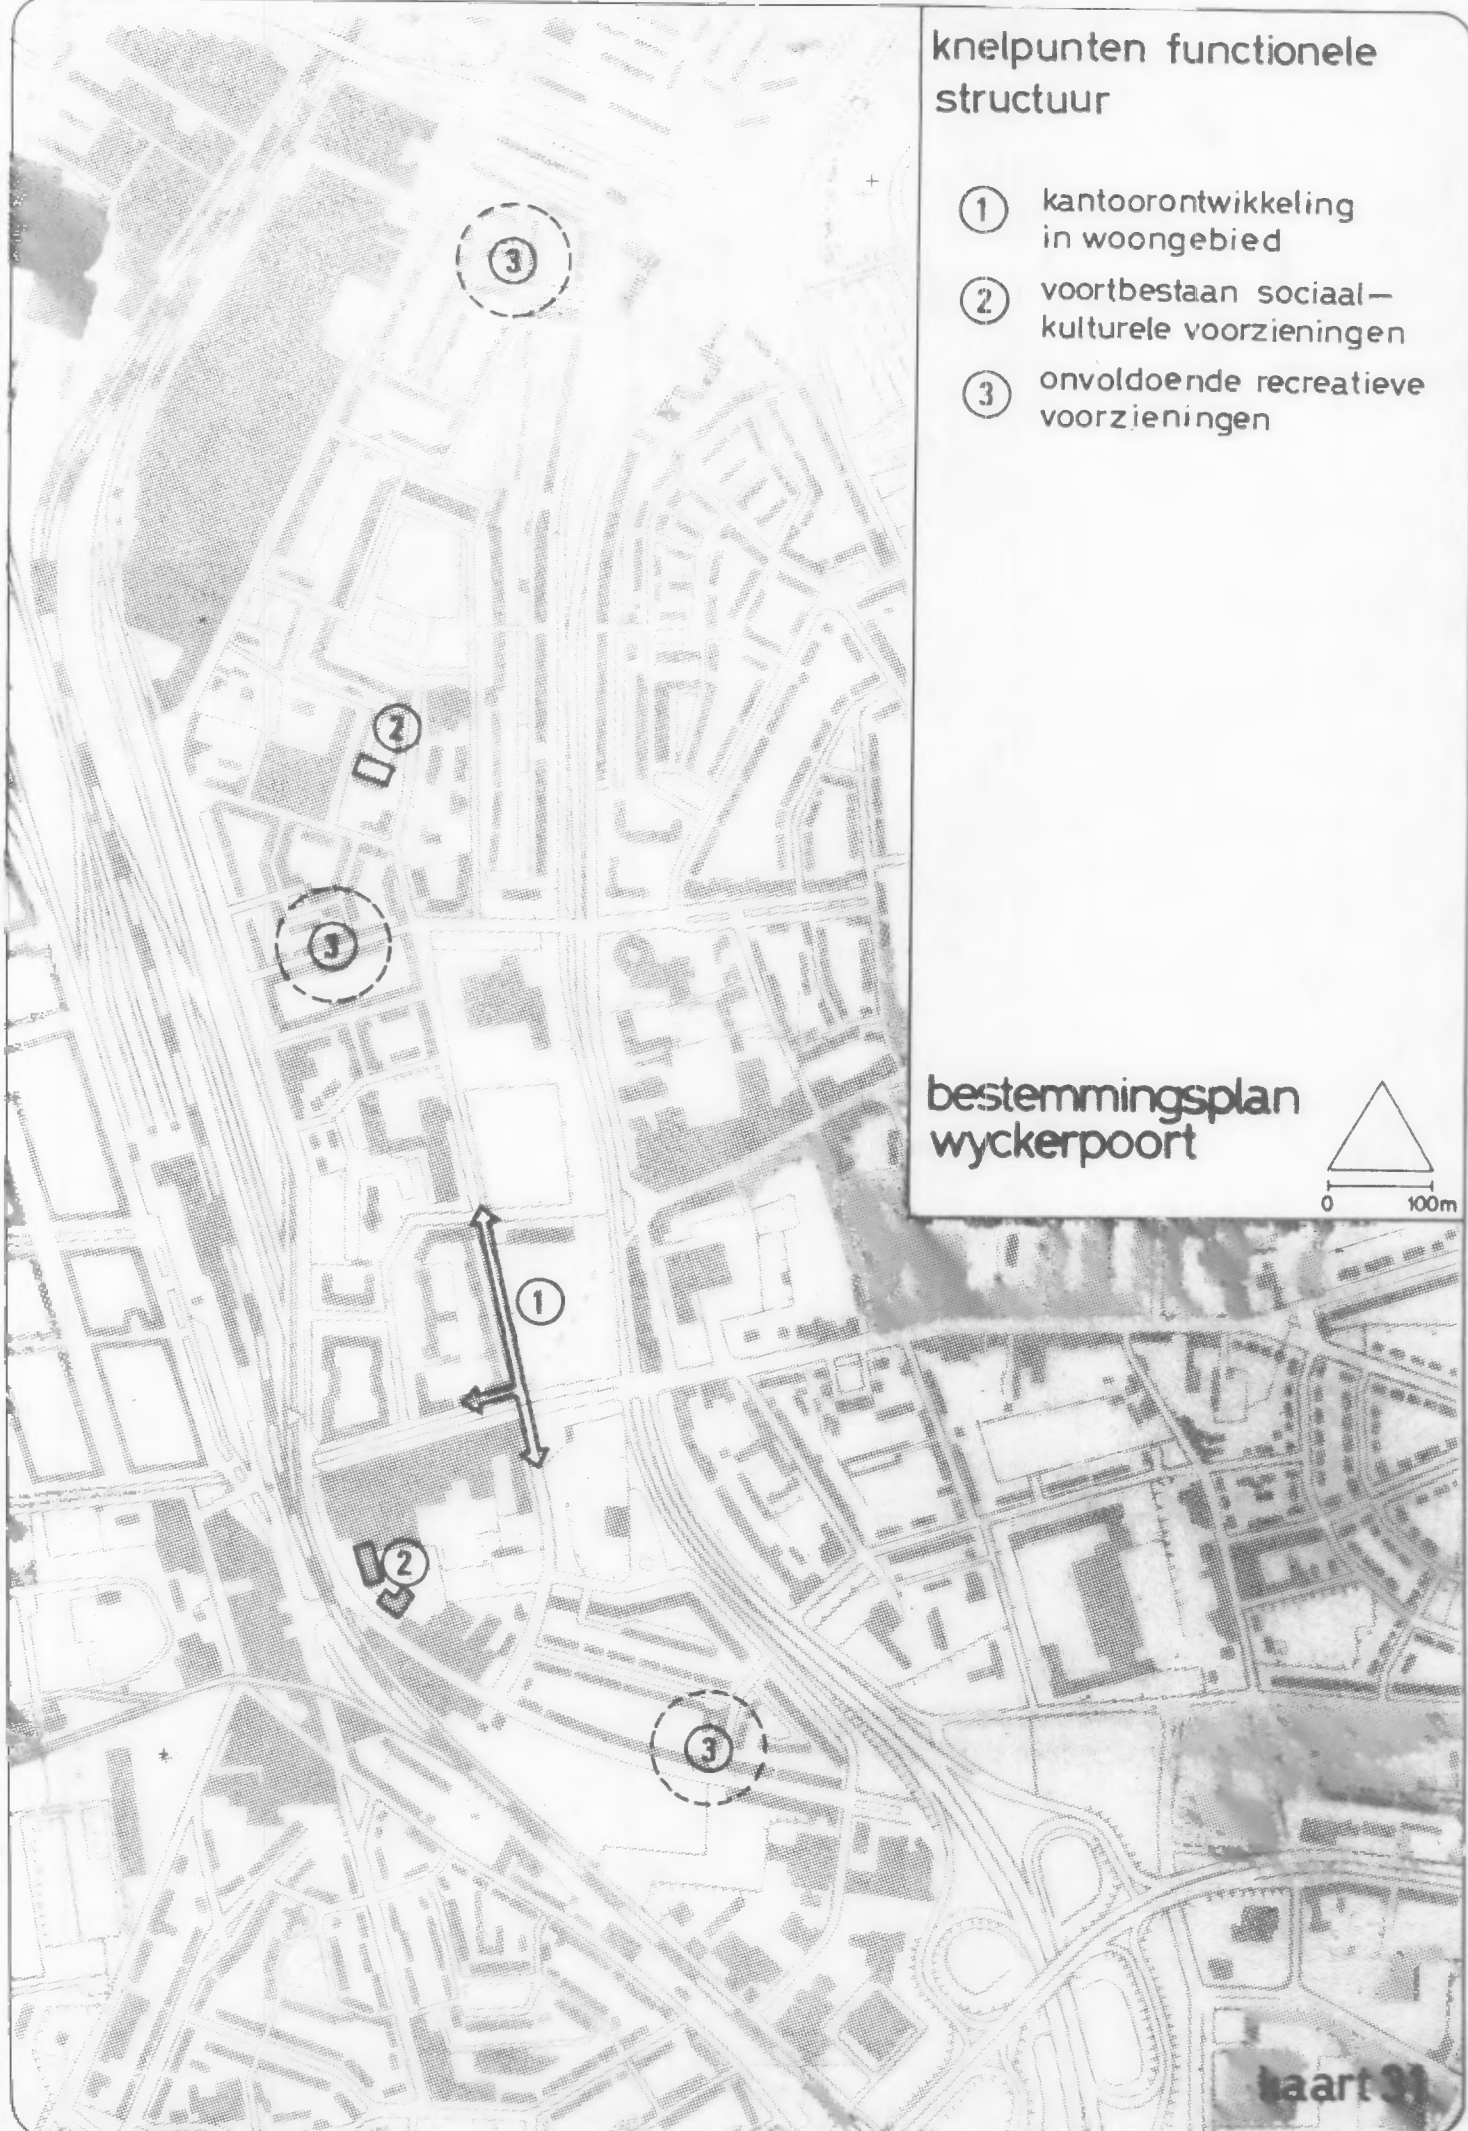 knelpunten functionele
structuur
1 kantoorontwikkeling
in woongebied
2 voortbestaan sociaal—
kulturele voorzieningen
3 onvoldoende recreatieve
voorzieningen
3
2
3
1
2
3
bestemmingsplan
wyckerpoort
0 100m
kaart 31